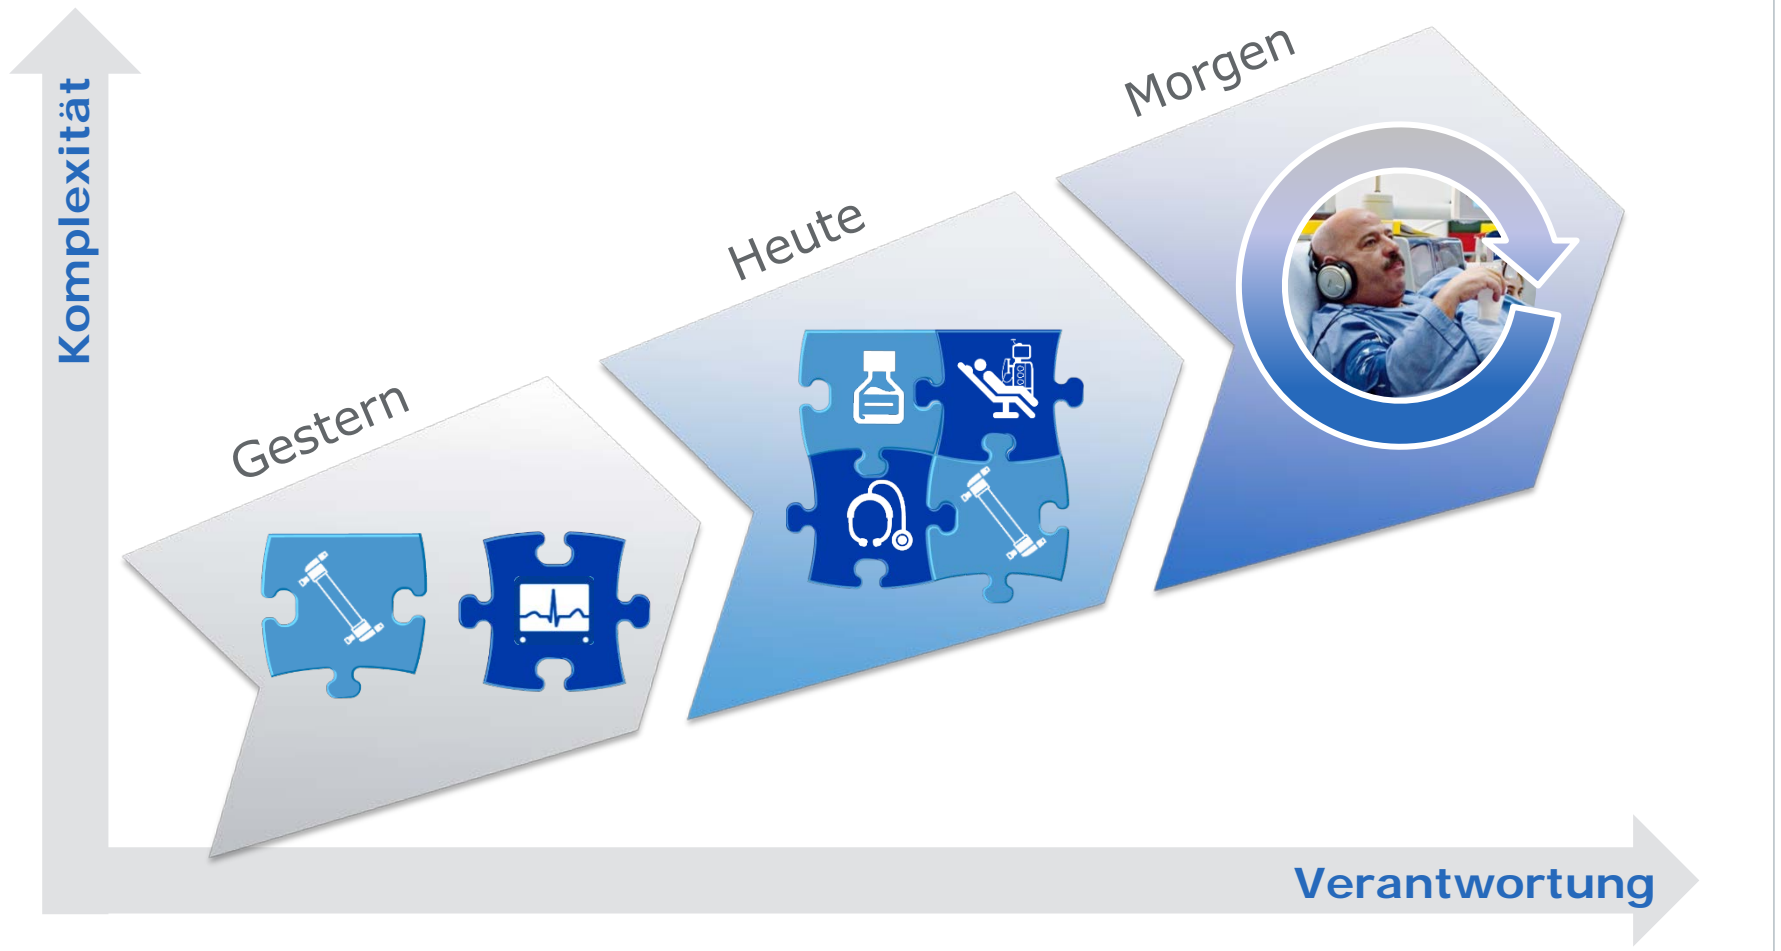 Komplexität
Gestern
Heute
Morgen
Verantwortung